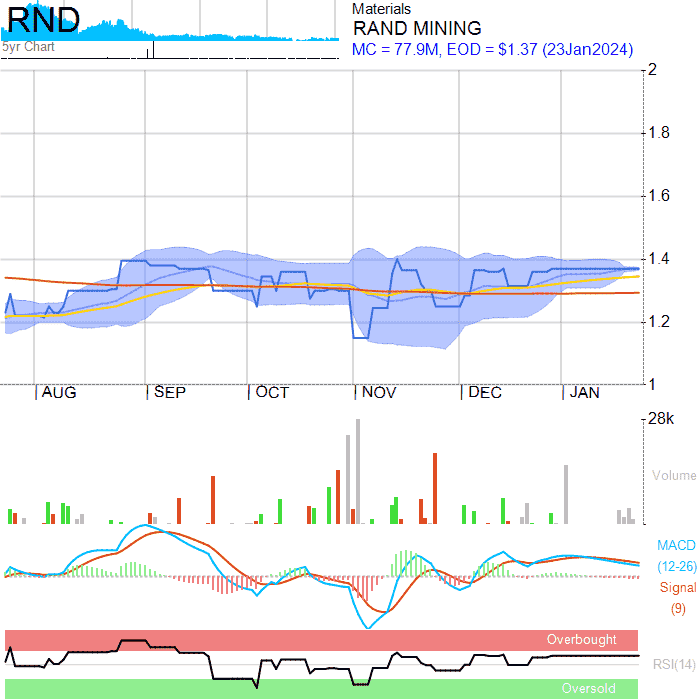 RND
5yr Chart
Materials
RAND MINING
MC = 77.9M, EOD = $1.37 (23Jan2024)
2
1.8
1.6
1.4
1.2
1
AUG SEP OCT NOV DEC JAN
28k
Volume
MACD
(12-26)
Signal
(9)
Overbought
RSI(14)
Oversold